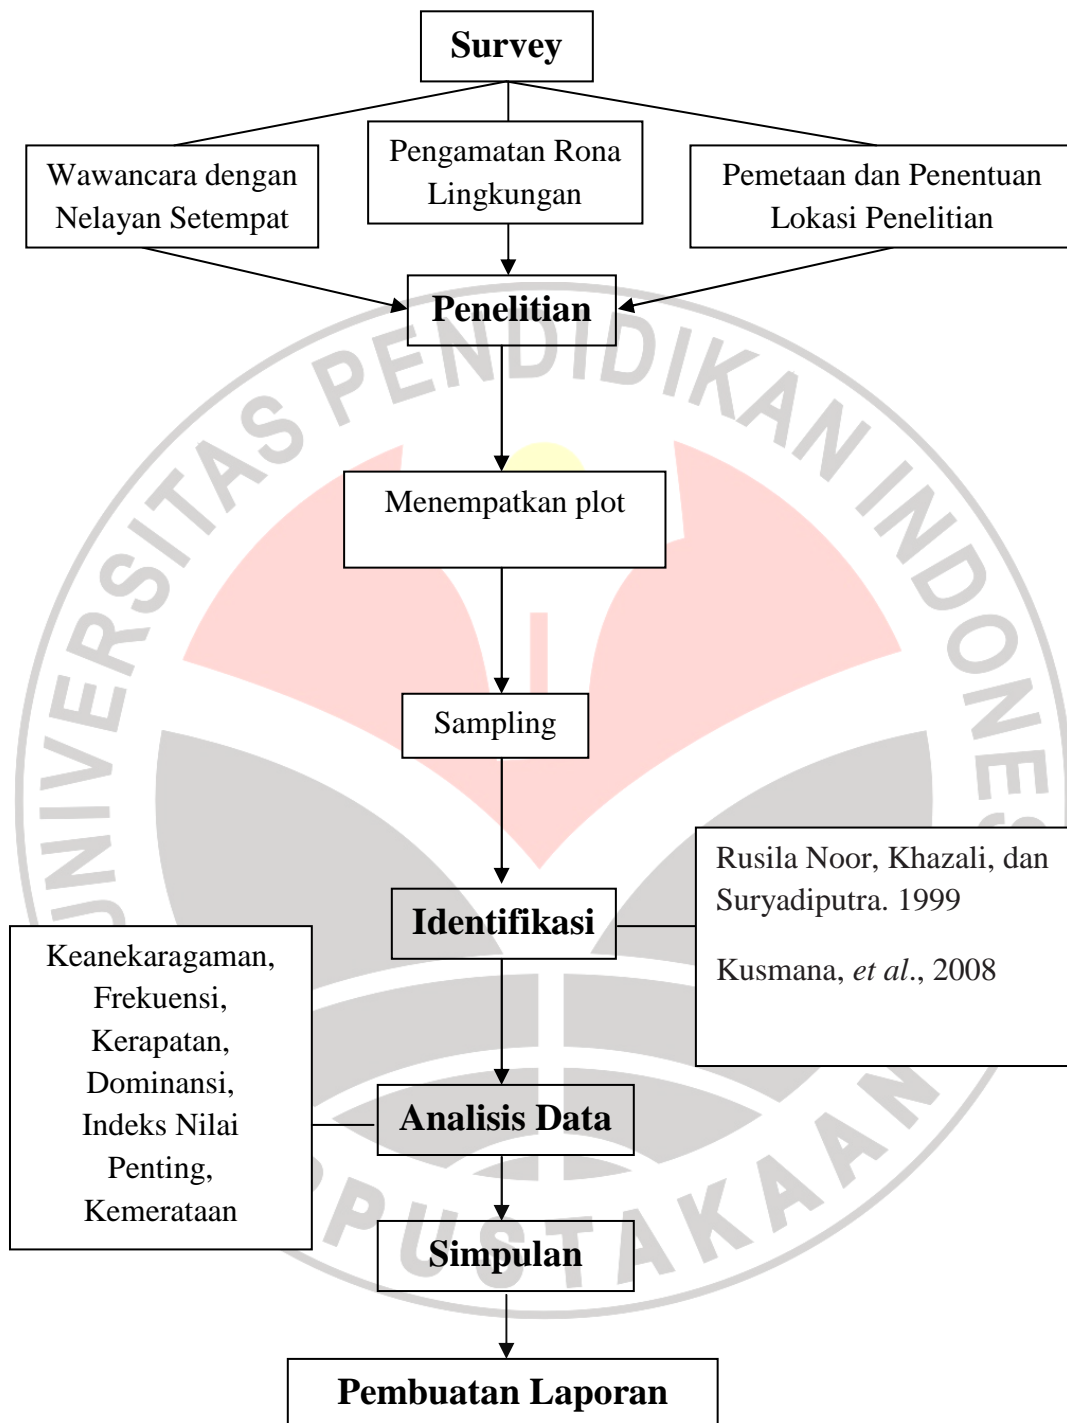 Survey
Wawancara dengan
Nelayan Setempat
Pengamatan Rona
Lingkungan
Pemetaan dan Penentuan
Lokasi Penelitian
Penelitian
UNIVERSITAS PENDIDIKAN INDONES
Menempatkan plot
Sampling
Identifikasi
Rusila Noor, Khazali, dan
Suryadiputra. 1999
Kusmana, et al., 2008
Keanekaragaman,
Frekuensi,
Kerapatan,
Dominansi,
Indeks Nilai
Penting,
Kemerataan
Analisis Data
PUSTAKAAN
Simpulan
Pembuatan Laporan